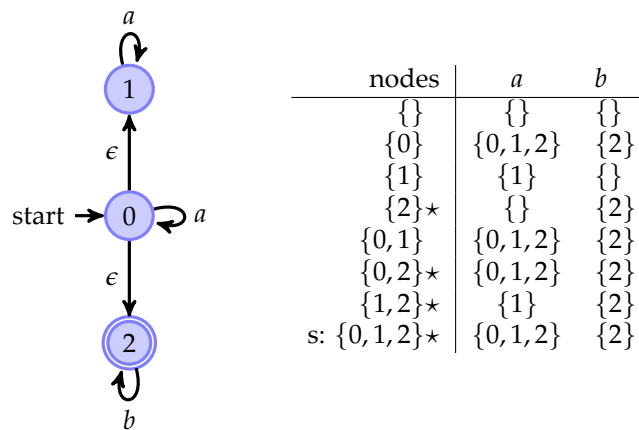 a
1
ϵ
start
0
a
ϵ
2
b
nodes a b
{} {} {}
{0} {0, 1, 2} {2}
{1} {1} {}
{2}⋆ {} {2}
{0, 1} {0, 1, 2} {2}
{0, 2}⋆ {0, 1, 2} {2}
{1, 2}⋆ {1} {2}
s: {0, 1, 2}⋆ {0, 1, 2} {2}